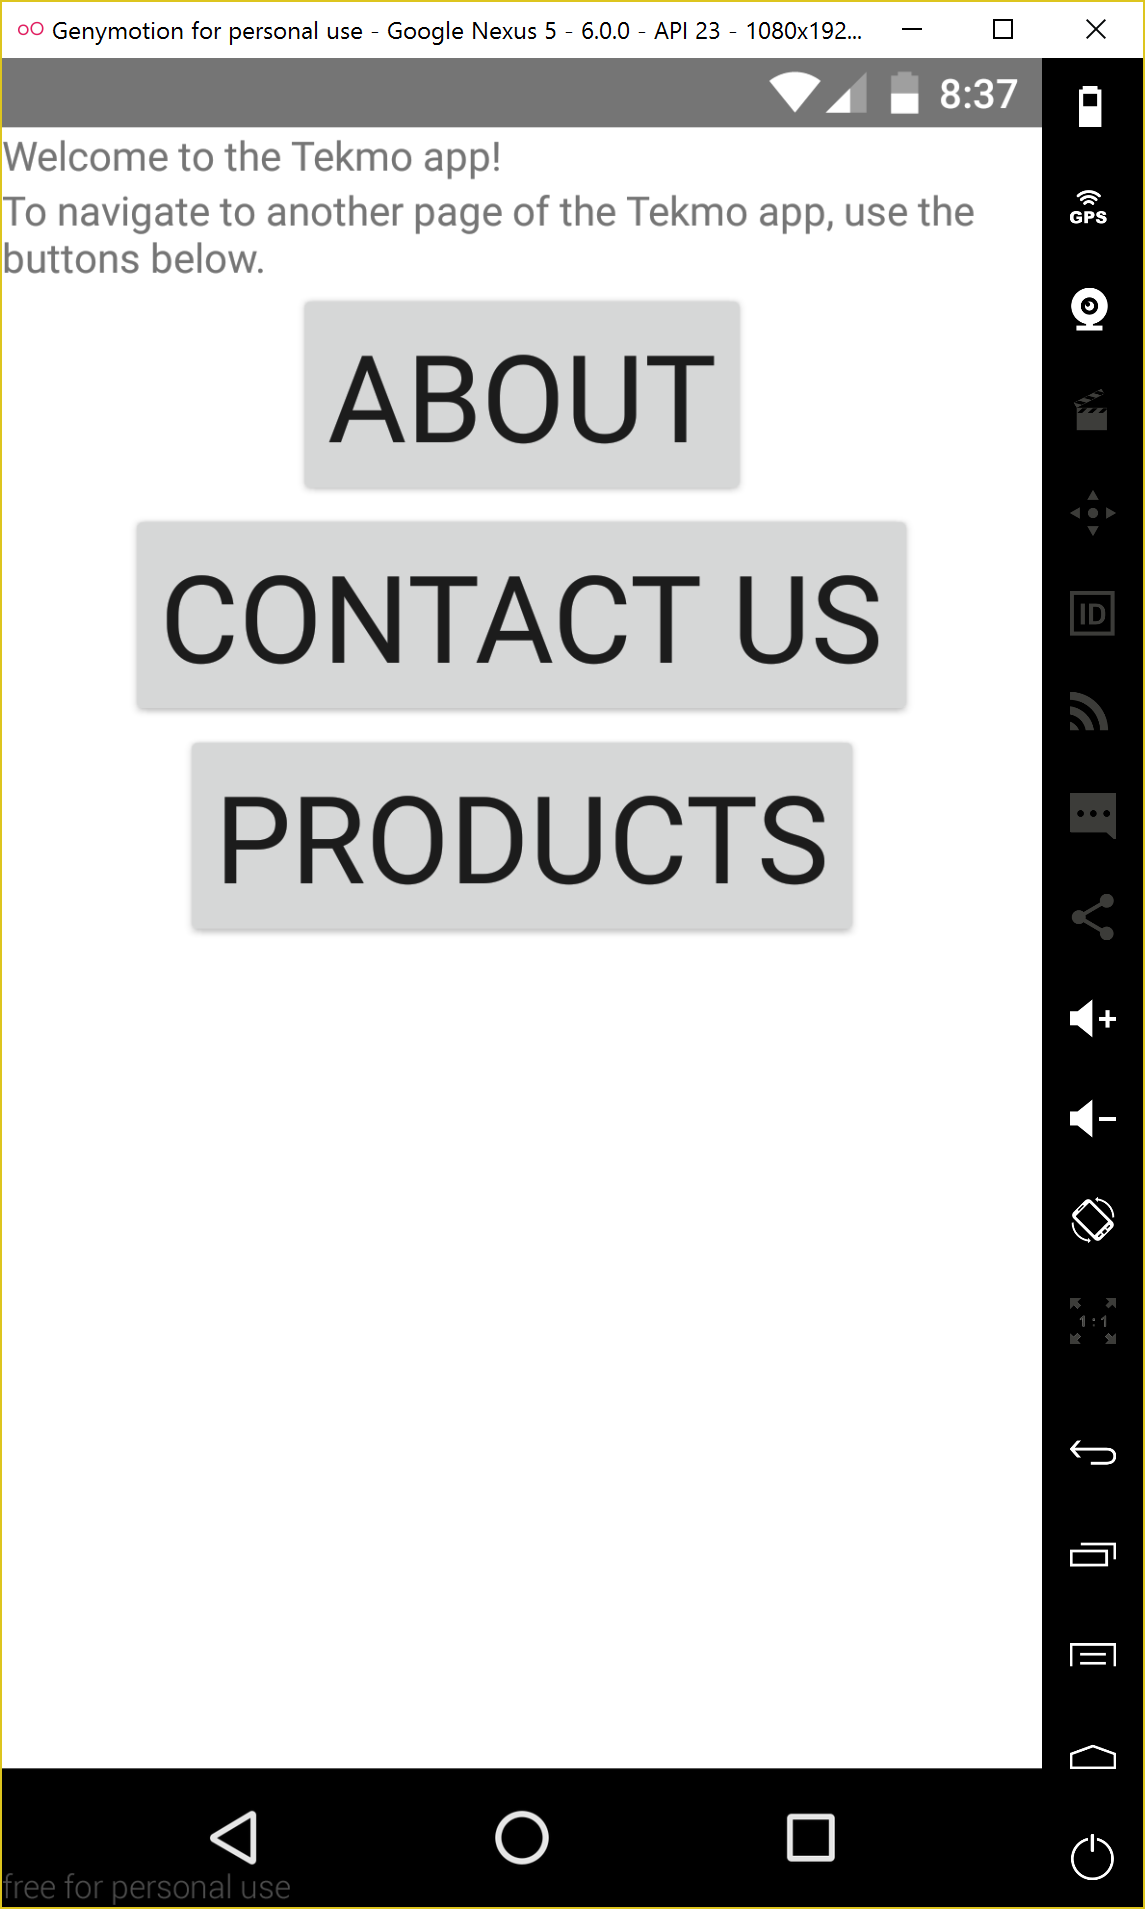 Genymotion for personal use - Google Nexus 5 - 6.0.0 - API 23 - 1080x192...
8:37
GPS
Welcome to the Tekmo app!
To navigate to another page of the Tekmo app, use the
buttons below.
ABOUT
CONTACT US
PRODUCTS
ID
1:1
free for personal use